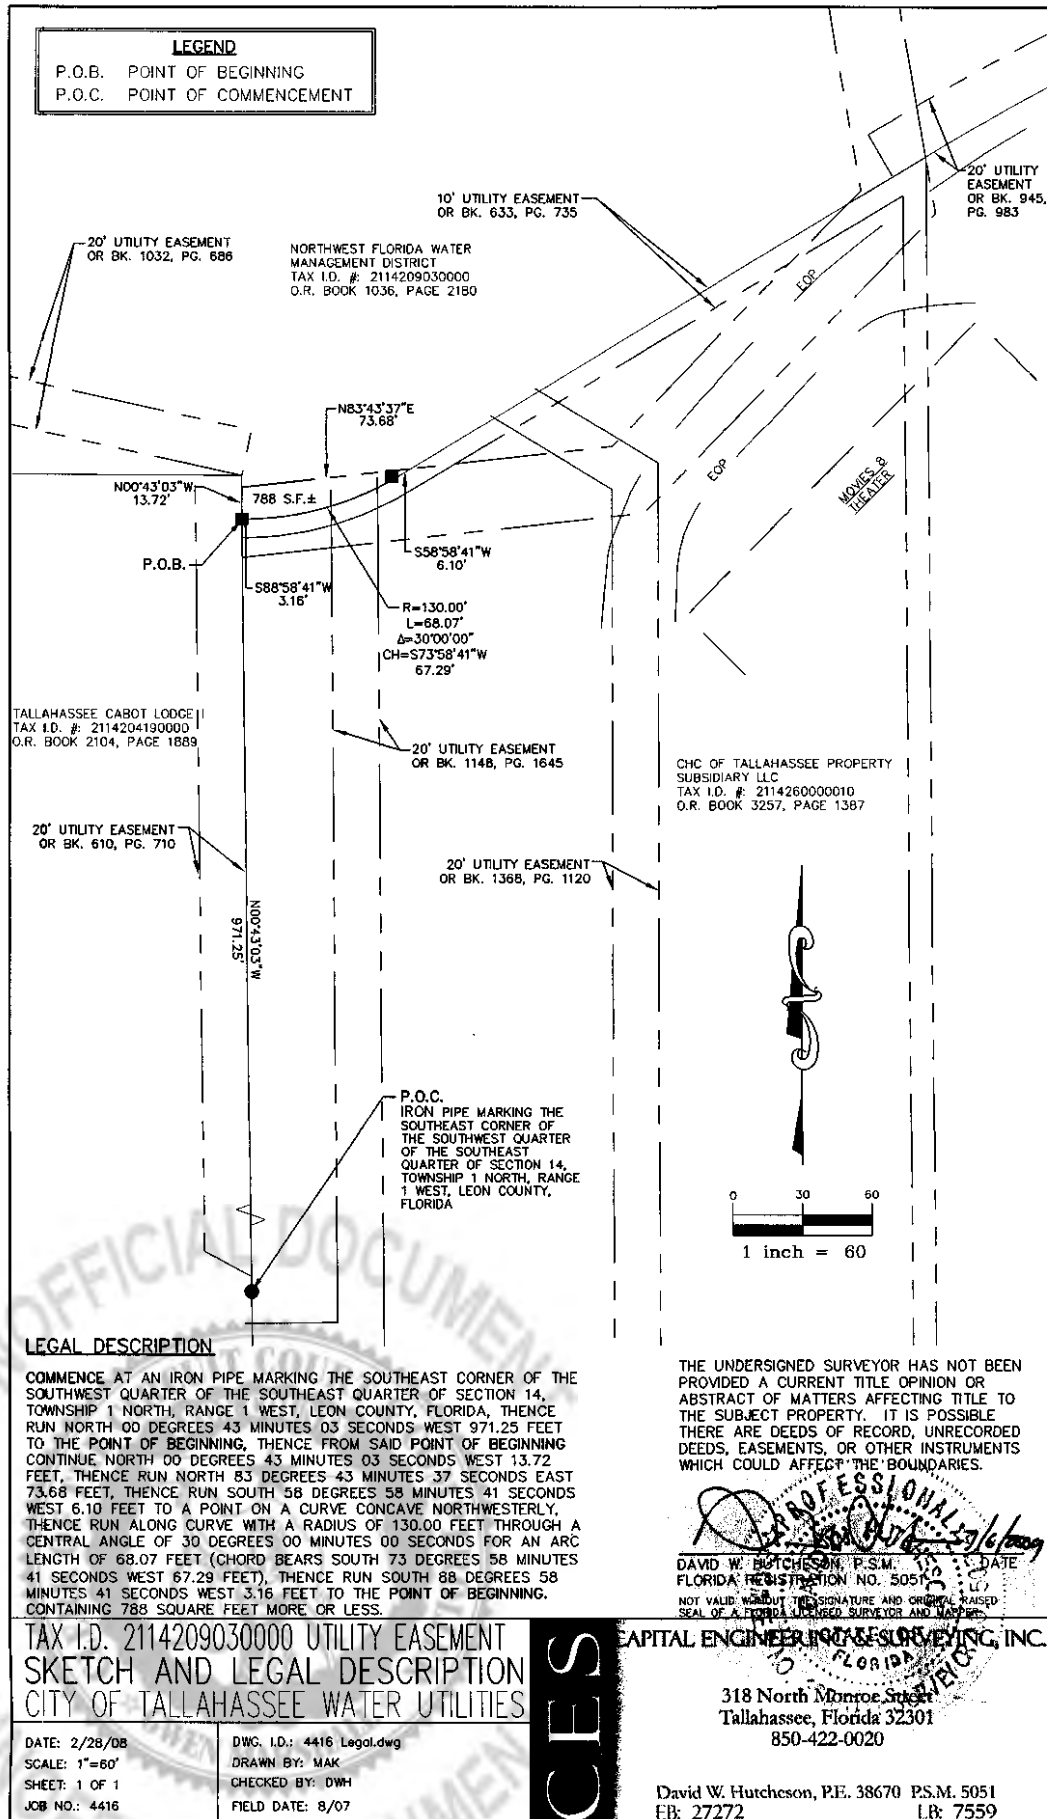 LEGEND
P.O.B. POINT OF BEGINNING
P.O.C. POINT OF COMMENCEMENT
20' UTILITY EASEMENT
OR BK. 1032, PG. 686
NORTHWEST FLORIDA WATER
MANAGEMENT DISTRICT
TAX I.D. #: 2114209030000
O.R. BOOK 1036, PAGE 2180
10' UTILITY EASEMENT
OR BK. 633, PG. 735
20' UTILITY
EASEMENT
OR BK. 945,
PG. 983
EOP
EOP
MOVIES 8
THEATER
N83°43'37"E
73.68'
N00°43'03"W
13.72'
788 S.F.±
P.O.B.
S88°58'41"W
3.16'
S58°58'41"W
6.10'
R=130.00'
L=68.07'
Δ=30°00'00"
CH=S73°58'41"W
67.29'
TALLAHASSEE CABOT LODGE I
TAX I.D. #: 2114204190000
O.R. BOOK 2104, PAGE 1889
20' UTILITY EASEMENT
OR BK. 1148, PG. 1645
CHC OF TALLAHASSEE PROPERTY
SUBSIDIARY LLC
TAX I.D. #: 2114260000010
O.R. BOOK 3257, PAGE 1387
20' UTILITY EASEMENT
OR BK. 610, PG. 710
20' UTILITY EASEMENT
OR BK. 1368, PG. 1120
N00°43'03"W
971.25'
P.O.C.
IRON PIPE MARKING THE
SOUTHEAST CORNER OF
THE SOUTHWEST QUARTER
OF THE SOUTHEAST
QUARTER OF SECTION 14,
TOWNSHIP 1 NORTH, RANGE
1 WEST, LEON COUNTY,
FLORIDA
0 30 60
1 inch = 60
LEGAL DESCRIPTION
COMMENCE AT AN IRON PIPE MARKING THE SOUTHEAST CORNER OF THE
SOUTHWEST QUARTER OF THE SOUTHEAST QUARTER OF SECTION 14,
TOWNSHIP 1 NORTH, RANGE 1 WEST, LEON COUNTY, FLORIDA, THENCE
RUN NORTH 00 DEGREES 43 MINUTES 03 SECONDS WEST 971.25 FEET
TO THE POINT OF BEGINNING, THENCE FROM SAID POINT OF BEGINNING
CONTINUE NORTH 00 DEGREES 43 MINUTES 03 SECONDS WEST 13.72
FEET, THENCE RUN NORTH 83 DEGREES 43 MINUTES 37 SECONDS EAST
73.68 FEET, THENCE RUN SOUTH 58 DEGREES 58 MINUTES 41 SECONDS
WEST 6.10 FEET TO A POINT ON A CURVE CONCAVE NORTHWESTERLY,
THENCE RUN ALONG CURVE WITH A RADIUS OF 130.00 FEET THROUGH A
CENTRAL ANGLE OF 30 DEGREES 00 MINUTES 00 SECONDS FOR AN ARC
LENGTH OF 68.07 FEET (CHORD BEARS SOUTH 73 DEGREES 58 MINUTES
41 SECONDS WEST 67.29 FEET), THENCE RUN SOUTH 88 DEGREES 58
MINUTES 41 SECONDS WEST 3.16 FEET TO THE POINT OF BEGINNING.
CONTAINING 788 SQUARE FEET MORE OR LESS.
THE UNDERSIGNED SURVEYOR HAS NOT BEEN
PROVIDED A CURRENT TITLE OPINION OR
ABSTRACT OF MATTERS AFFECTING TITLE TO
THE SUBJECT PROPERTY. IT IS POSSIBLE
THERE ARE DEEDS OF RECORD, UNRECORDED
DEEDS, EASEMENTS, OR OTHER INSTRUMENTS
WHICH COULD AFFECT THE BOUNDARIES.
PROFESSIONAL
DAVID W. HUTCHESON, P.S.M. DATE
FLORIDA REGISTRATION NO. 5051
NOT VALID WITHOUT THE SIGNATURE AND ORIGINAL RAISED
SEAL OF A FLORIDA LICENSED SURVEYOR AND MAPPER.
FLORIDA
UNOFFICIAL DOCUMENT
TAX I.D. 2114209030000 UTILITY EASEMENT
SKETCH AND LEGAL DESCRIPTION
CITY OF TALLAHASSEE WATER UTILITIES
DATE: 2/28/08
SCALE: 1"=60'
SHEET: 1 OF 1
JOB NO.: 4416
DWG. I.D.: 4416 Legal.dwg
DRAWN BY: MAK
CHECKED BY: DWH
FIELD DATE: 8/07
CES
CAPITAL ENGINEERING & SURVEYING, INC.
318 North Monroe Street
Tallahassee, Florida 32301
850-422-0020
David W. Hutcheson, P.E. 38670 P.S.M. 5051
EB: 27272 LB: 7559